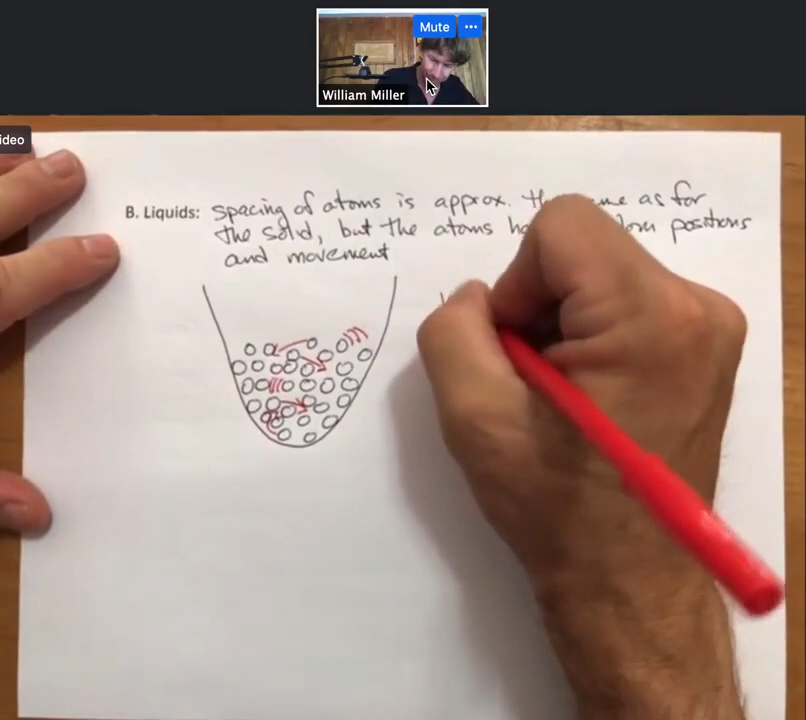 Mute
William Miller
ideo
B. Liquids: spacing of atoms is approx. as for
the solid, but the atoms positions
and movement